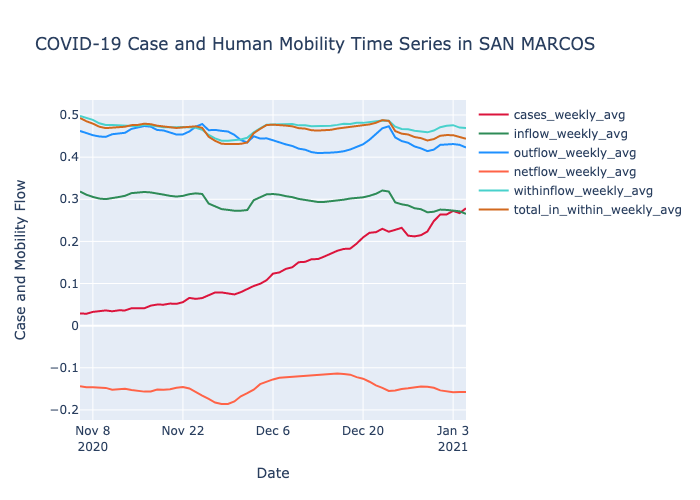 COVID-19 Case and Human Mobility Time Series in SAN MARCOS
cases_weekly_avg
inflow_weekly_avg
outflow_weekly_avg
netflow_weekly_avg
withinflow_weekly_avg
total_in_within_weekly_avg
Case and Mobility Flow
0.5
0.4
0.3
0.2
0.1
0
−0.1
−0.2
Nov 8
2020
Nov 22
Dec 6
Dec 20
Jan 3
2021
Date